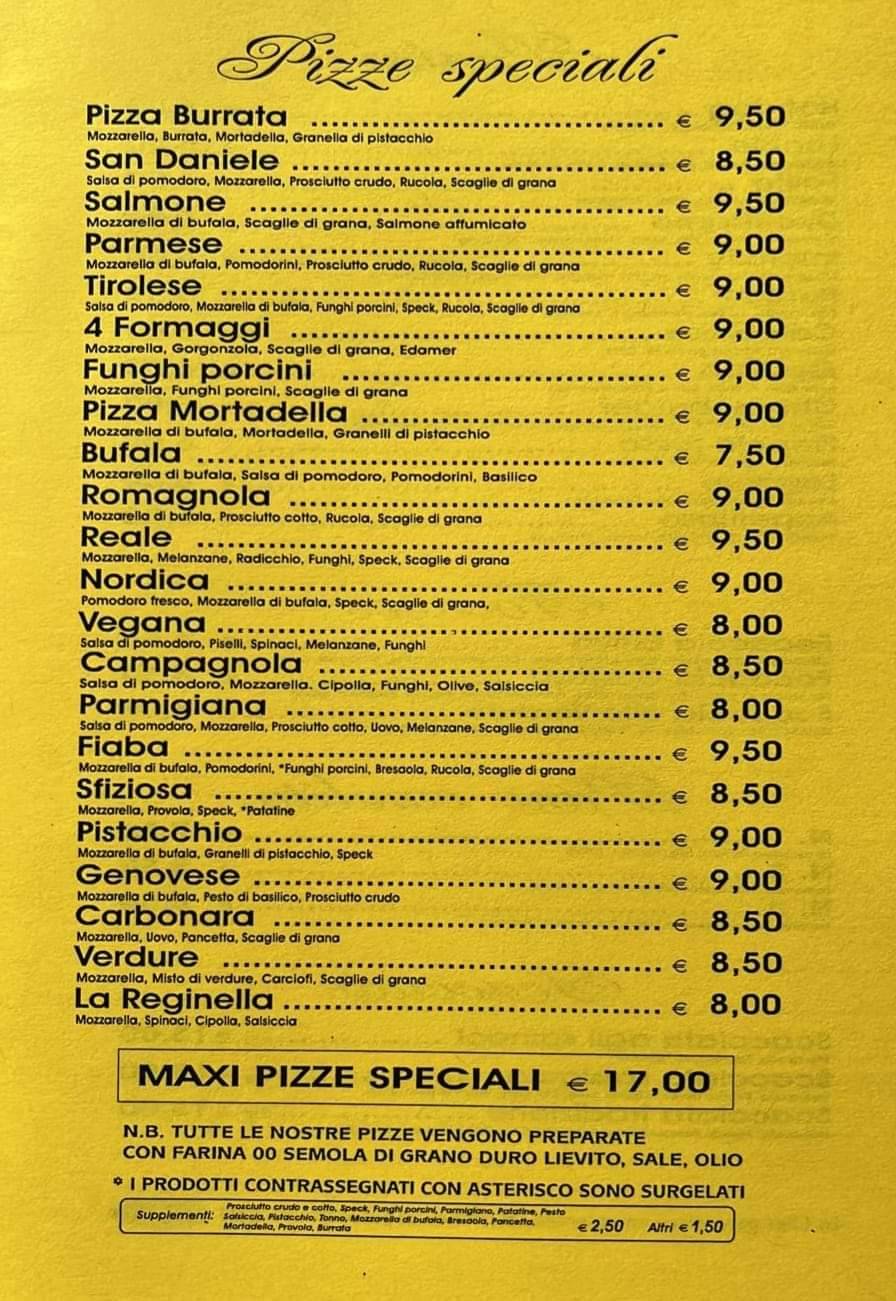 Pizze speciali
Pizza Burrata ........................................ € 9,50
Mozzarella, Burrata, Mortadella, Granella di pistacchio
San Daniele .......................................... € 8,50
Salsa di pomodoro, Mozzarella, Prosciutto crudo, Rucola, Scaglie di grana
Salmone ............................................... € 9,50
Mozzarella di bufala, Scaglie di grana, Salmone affumicato
Parmese ................................................ € 9,00
Mozzarella di bufala, Pomodorini, Prosciutto crudo, Rucola, Scaglie di grana
Tirolese .................................................. € 9,00
Salsa di pomodoro, Mozzarella di bufala, Funghi porcini, Speck, Rucola, Scaglie di grana
4 Formaggi .......................................... € 9,00
Mozzarella, Gorgonzola, Scaglie di grana, Edamer
Funghi porcini ..................................... € 9,00
Mozzarella, Funghi porcini, Scaglie di grana
Pizza Mortadella .................................. € 9,00
Mozzarella di bufala, Mortadella, Granelli di pistacchio
Bufala ..................................................... € 7,50
Mozzarella di bufala, Salsa di pomodoro, Pomodorini, Basilico
Romagnola .......................................... € 9,00
Mozzarella di bufala, Prosciutto cotto, Rucola, Scaglie di grana
Reale ..................................................... € 9,50
Mozzarella, Melanzane, Radicchio, Funghi, Speck, Scaglie di grana
Nordica ................................................. € 9,00
Pomodoro fresco, Mozzarella di bufala, Speck, Scaglie di grana,
Vegana .................................................. € 8,00
Salsa di pomodoro, Piselli, Spinaci, Melanzane, Funghi
Campagnola ....................................... € 8,50
Salsa di pomodoro, Mozzarella. Cipolla, Funghi, Olive, Salsiccia
Parmigiana .......................................... € 8,00
Salsa di pomodoro, Mozzarella, Prosciutto cotto, Uovo, Melanzane, Scaglie di grana
Fiaba ...................................................... € 9,50
Mozzarella di bufala, Pomodorini, *Funghi porcini, Bresaola, Rucola, Scaglie di grana
Sfiziosa .................................................. € 8,50
Mozzarella, Provola, Speck, *Patatine
Pistacchio .............................................. € 9,00
Mozzarella di bufala, Granelli di pistacchio, Speck
Genovese .............................................. € 9,00
Mozzarella di bufala, Pesto di basilico, Prosciutto crudo
Carbonara ............................................ € 8,50
Mozzarella, Uovo, Pancetta, Scaglie di grana
Verdure .................................................. € 8,50
Mozzarella, Misto di verdure, Carciofi, Scaglie di grana
La Reginella .......................................... € 8,00
Mozzarella, Spinaci, Cipolla, Salsiccia
MAXI PIZZE SPECIALI € 17,00
N.B. TUTTE LE NOSTRE PIZZE VENGONO PREPARATE
CON FARINA 00 SEMOLA DI GRANO DURO LIEVITO, SALE, OLIO
* I PRODOTTI CONTRASSEGNATI CON ASTERISCO SONO SURGELATI
Supplementi: Prosciutto crudo e cotto, Speck, Funghi porcini, Parmigiano, Patatine, Pesto
Salsiccia, Pistacchio, Tonno, Mozzarella di bufala, Bresaola, Pancetta,
Mortadella, Provola, Burrata € 2,50 Altri € 1,50